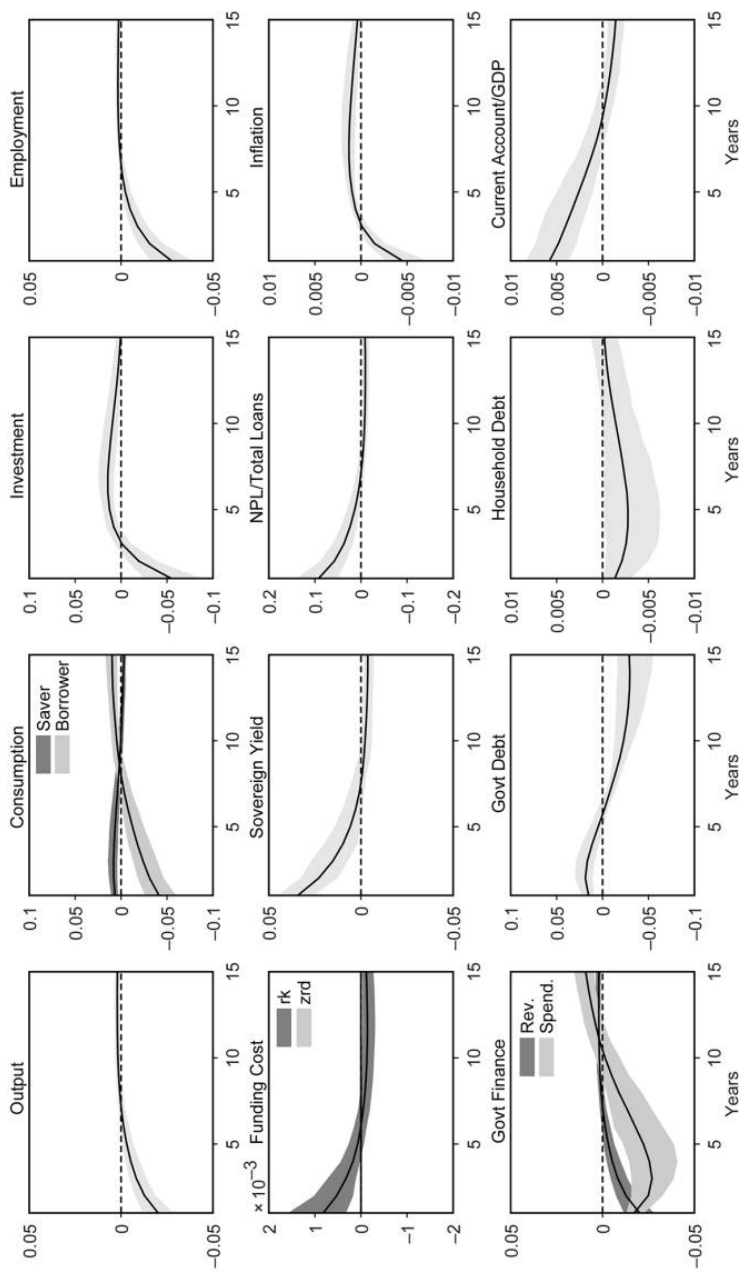 Output
0.05
0
−0.05
5 10 15
Consumption
0.1
0.05
0
−0.05
−0.1
Saver
Borrower
5 10 15
Investment
0.1
0.05
0
−0.05
−0.1
5 10 15
Employment
0.05
0
−0.05
5 10 15
×10⁻³ Funding Cost
2
1
0
−1
−2
rk
zrd
5 10 15
Sovereign Yield
0.05
0
−0.05
5 10 15
NPL/Total Loans
0.2
0.1
0
−0.1
−0.2
5 10 15
Inflation
0.01
0.005
0
−0.005
−0.01
5 10 15
Govt Finance
0.05
0
−0.05
Rev.
Spend.
5 10 15
Years
Govt Debt
0.1
0.05
0
−0.05
−0.1
5 10 15
Years
Household Debt
0.01
0.005
0
−0.005
−0.01
5 10 15
Years
Current Account/GDP
0.01
0.005
0
−0.005
−0.01
5 10 15
Years